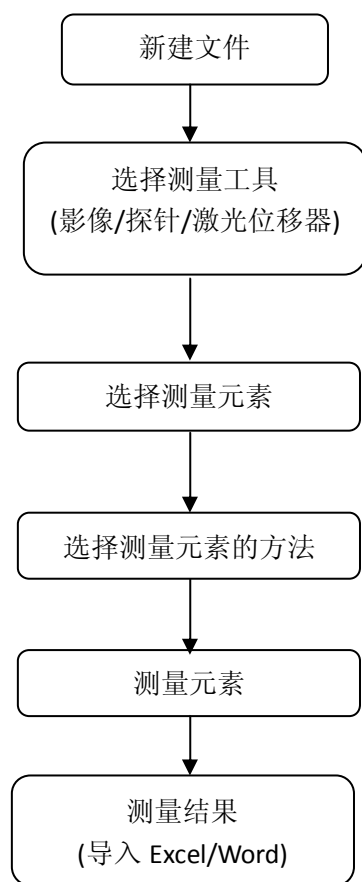 新建文件
选择测量工具
(影像/探针/激光位移器)
选择测量元素
选择测量元素的方法
测量元素
测量结果
(导入 Excel/Word)